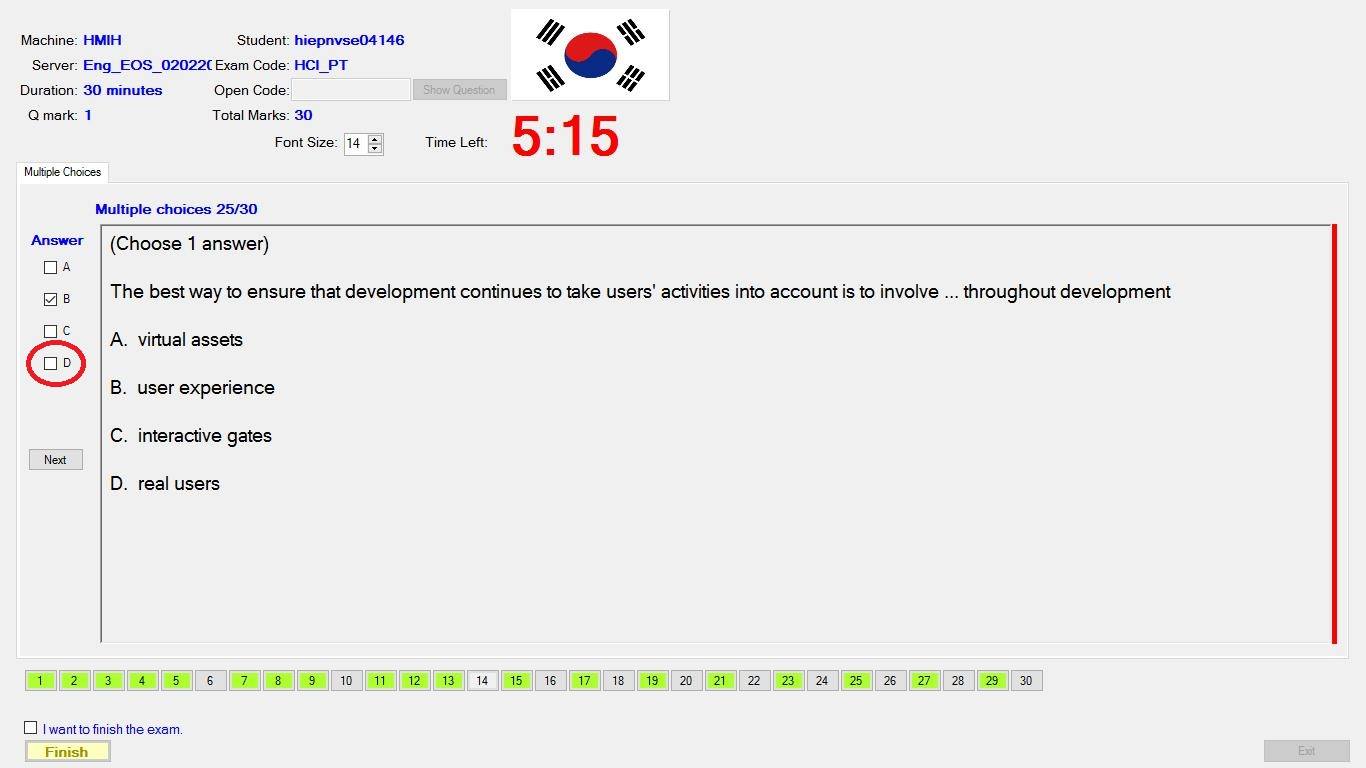 Machine: HMIH Student: hiepnvse04146
Server: Eng_EOS_02022 Exam Code: HCI_PT
Duration: 30 minutes Open Code: Show Question
Q mark: 1 Total Marks: 30
Font Size: 14 Time Left: 5:15
Multiple Choices
Multiple choices 25/30
Answer
A
B
C
D
Next
(Choose 1 answer)
The best way to ensure that development continues to take users' activities into account is to involve ... throughout development
A. virtual assets
B. user experience
C. interactive gates
D. real users
1 2 3 4 5 6 7 8 9 10 11 12 13 14 15 16 17 18 19 20 21 22 23 24 25 26 27 28 29 30
I want to finish the exam.
Finish
Exit